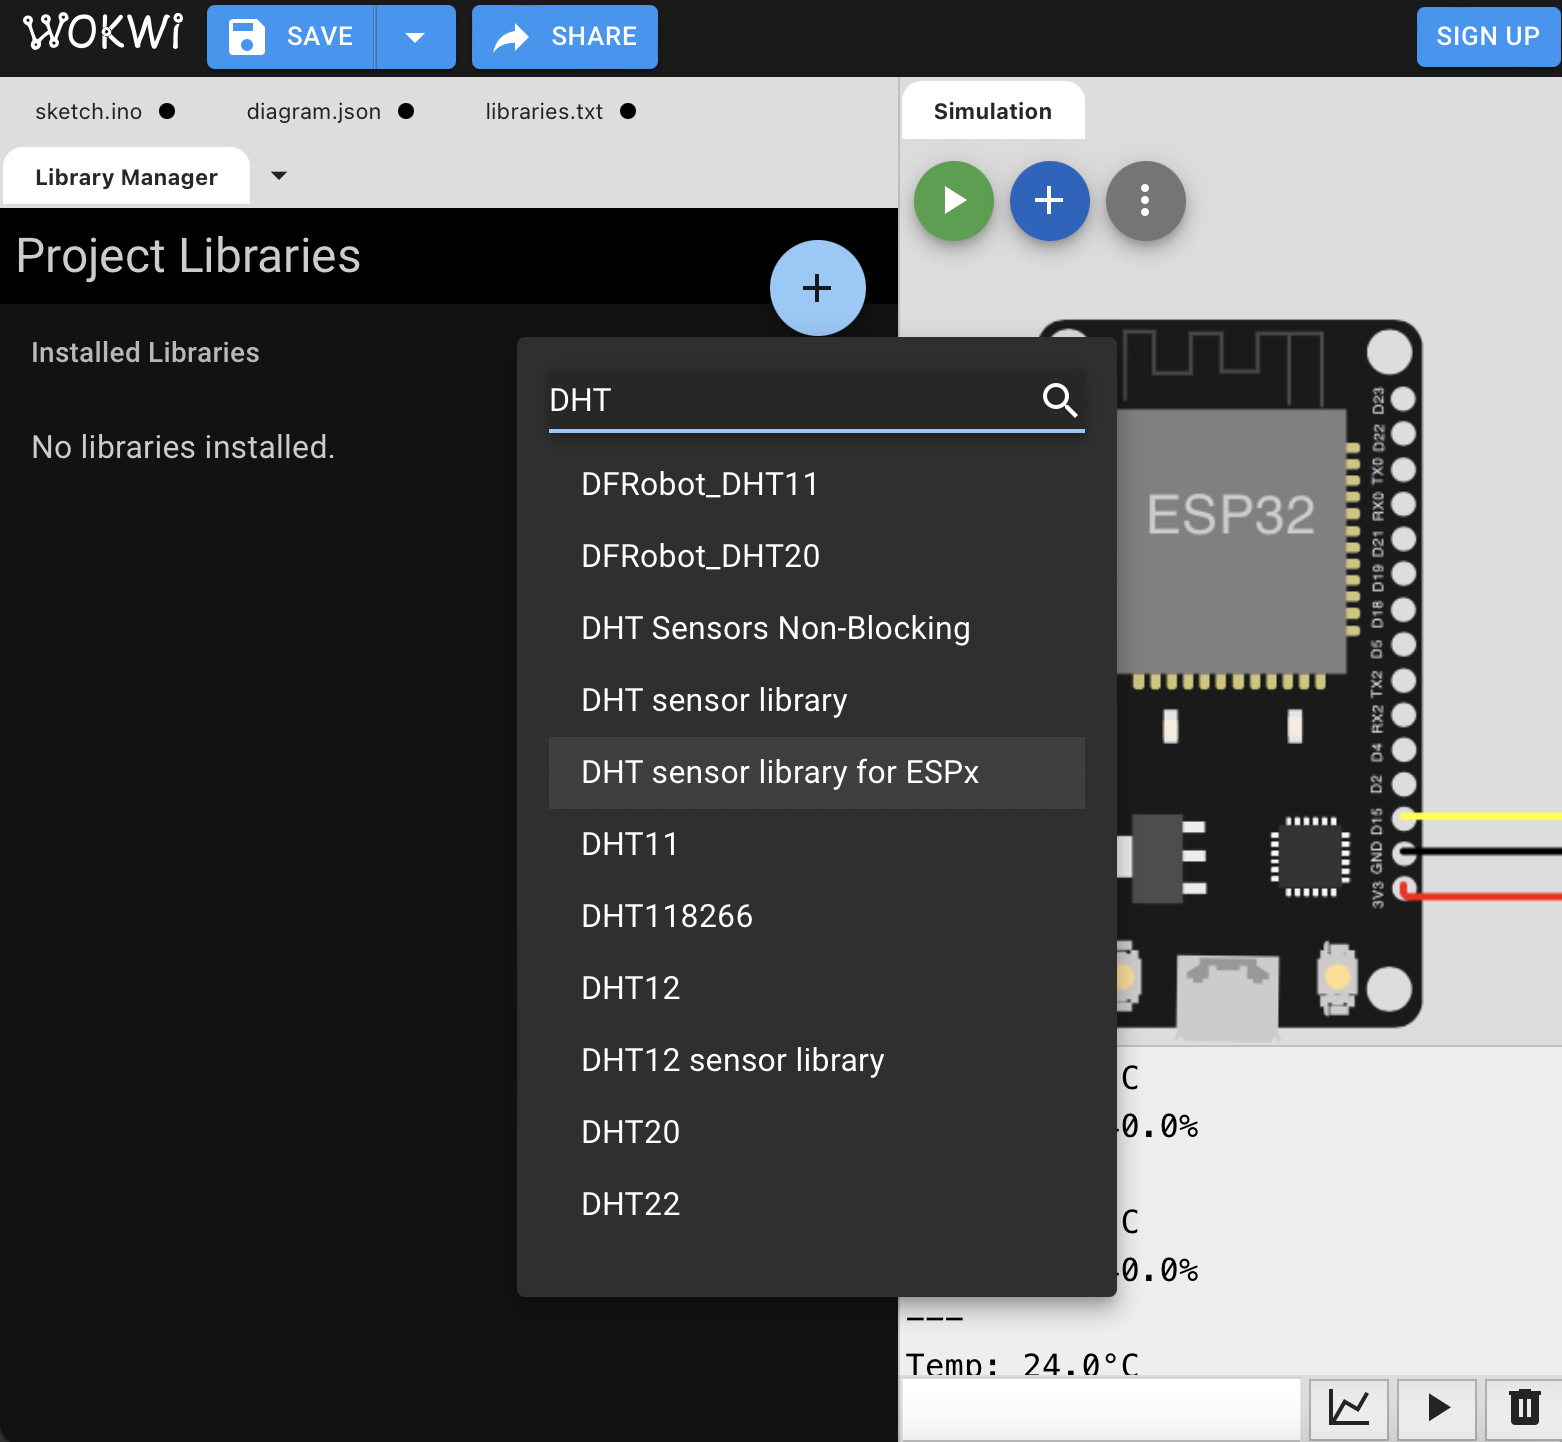 WOKWi
SAVE
SHARE
SIGN UP
sketch.ino
diagram.json
libraries.txt
Library Manager
Simulation
Project Libraries
Installed Libraries
No libraries installed.
DHT
DFRobot_DHT11
DFRobot_DHT20
DHT Sensors Non-Blocking
DHT sensor library
DHT sensor library for ESPx
DHT11
DHT118266
DHT12
DHT12 sensor library
DHT20
DHT22
ESP32
D23
D22
TX0
RX0
D21
D19
D18
D5
TX2
RX2
D4
D2
D15
GND
3V3
C
0.0%
C
0.0%
---
Temp: 24.0°C